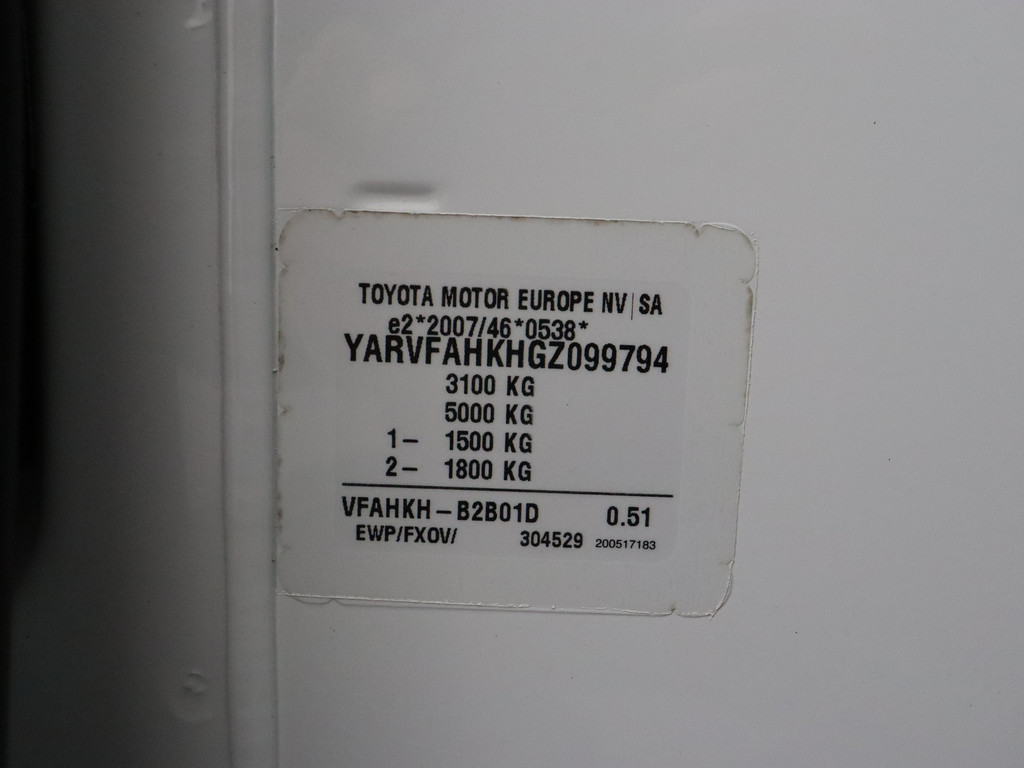 TOYOTA MOTOR EUROPE NV|SA
e2*2007/46*0538*
YARVFAHKHGZ099794
3100 KG
5000 KG
1- 1500 KG
2- 1800 KG
VFAHKH-B2B01D 0.51
EWP/FXOV/ 304529 200517183